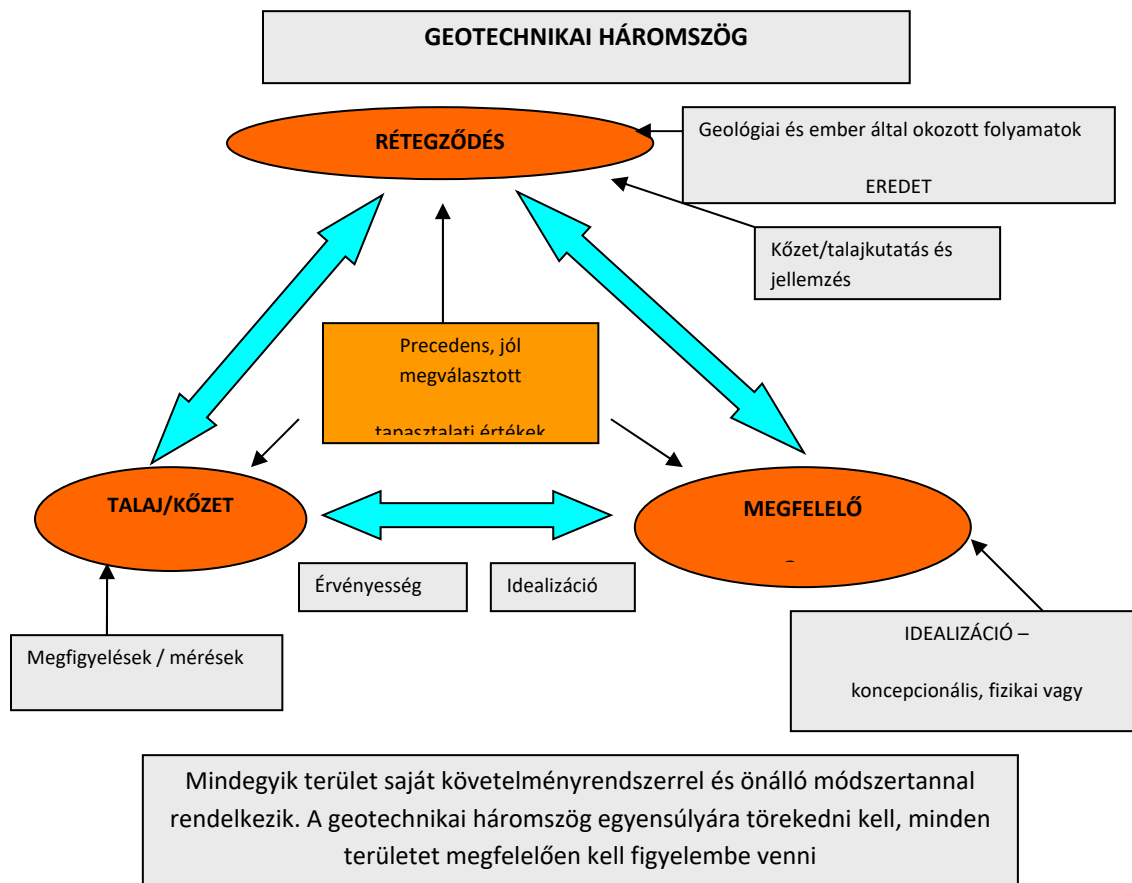 GEOTECHNIKAI HÁROMSZÖG
RÉTEGZŐDÉS
Geológiai és ember által okozott folyamatok
EREDET
Kőzet/talajkutatás és
jellemzés
Precedens, jól
megválasztott
tapasztalati értékek
TALAJ/KŐZET
MEGFELELŐ
Érvényesség
Idealizáció
Megfigyelések / mérések
IDEALIZÁCIÓ –
koncepcionális, fizikai vagy
Mindegyik terület saját követelményrendszerrel és önálló módszertannal
rendelkezik. A geotechnikai háromszög egyensúlyára törekedni kell, minden
területet megfelelően kell figyelembe venni